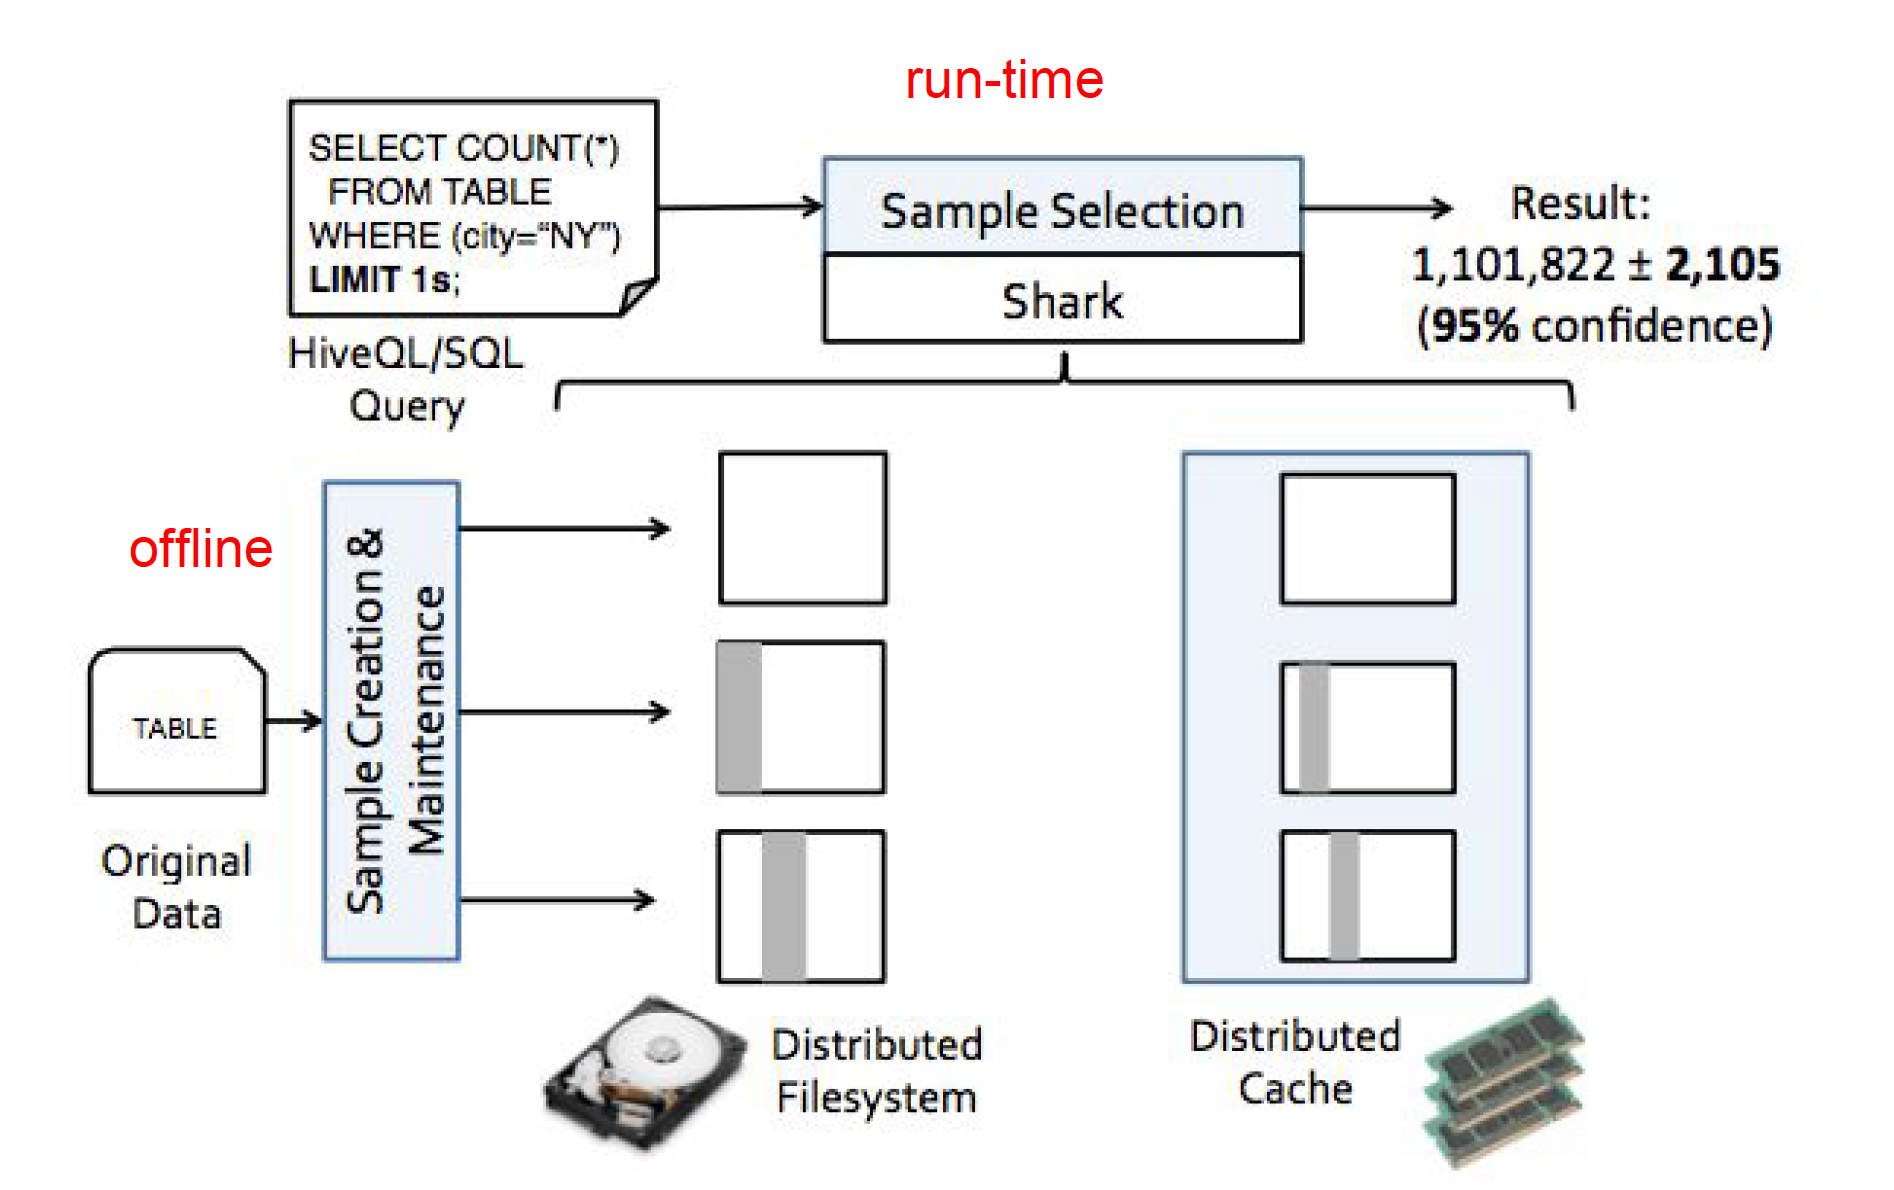 run-time
SELECT COUNT(*)
FROM TABLE
WHERE (city=“NY”)
LIMIT 1s;
HiveQL/SQL
Query
Sample Selection
Shark
Result:
1,101,822 ± 2,105
(95% confidence)
offline
TABLE
Original
Data
Sample Creation &
Maintenance
Distributed
Filesystem
Distributed
Cache